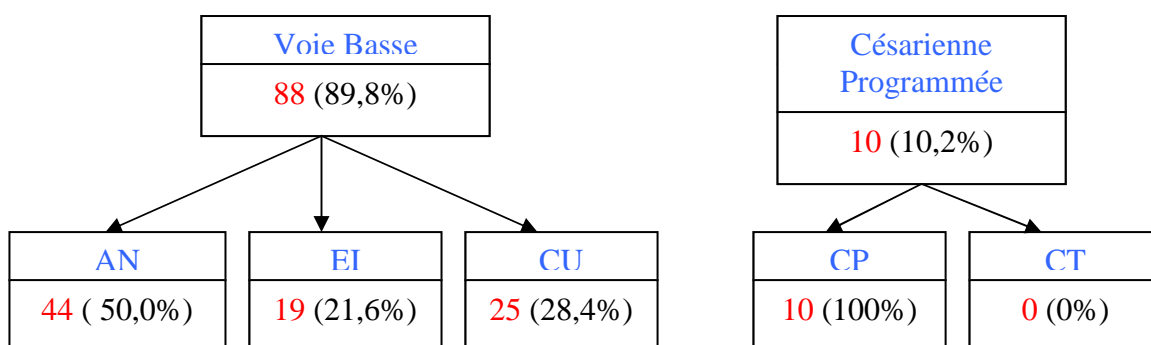 Voie Basse
88 (89,8%)
Césarienne
Programmée
10 (10,2%)
AN
44 ( 50,0%)
EI
19 (21,6%)
CU
25 (28,4%)
CP
10 (100%)
CT
0 (0%)